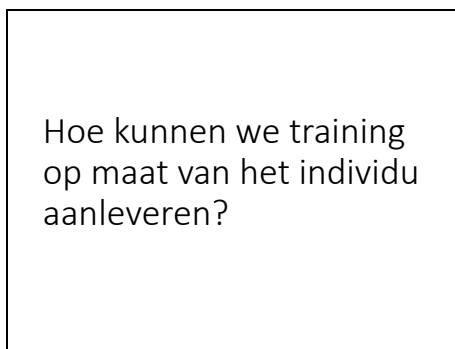 Hoe kunnen we training
op maat van het individu
aanleveren?